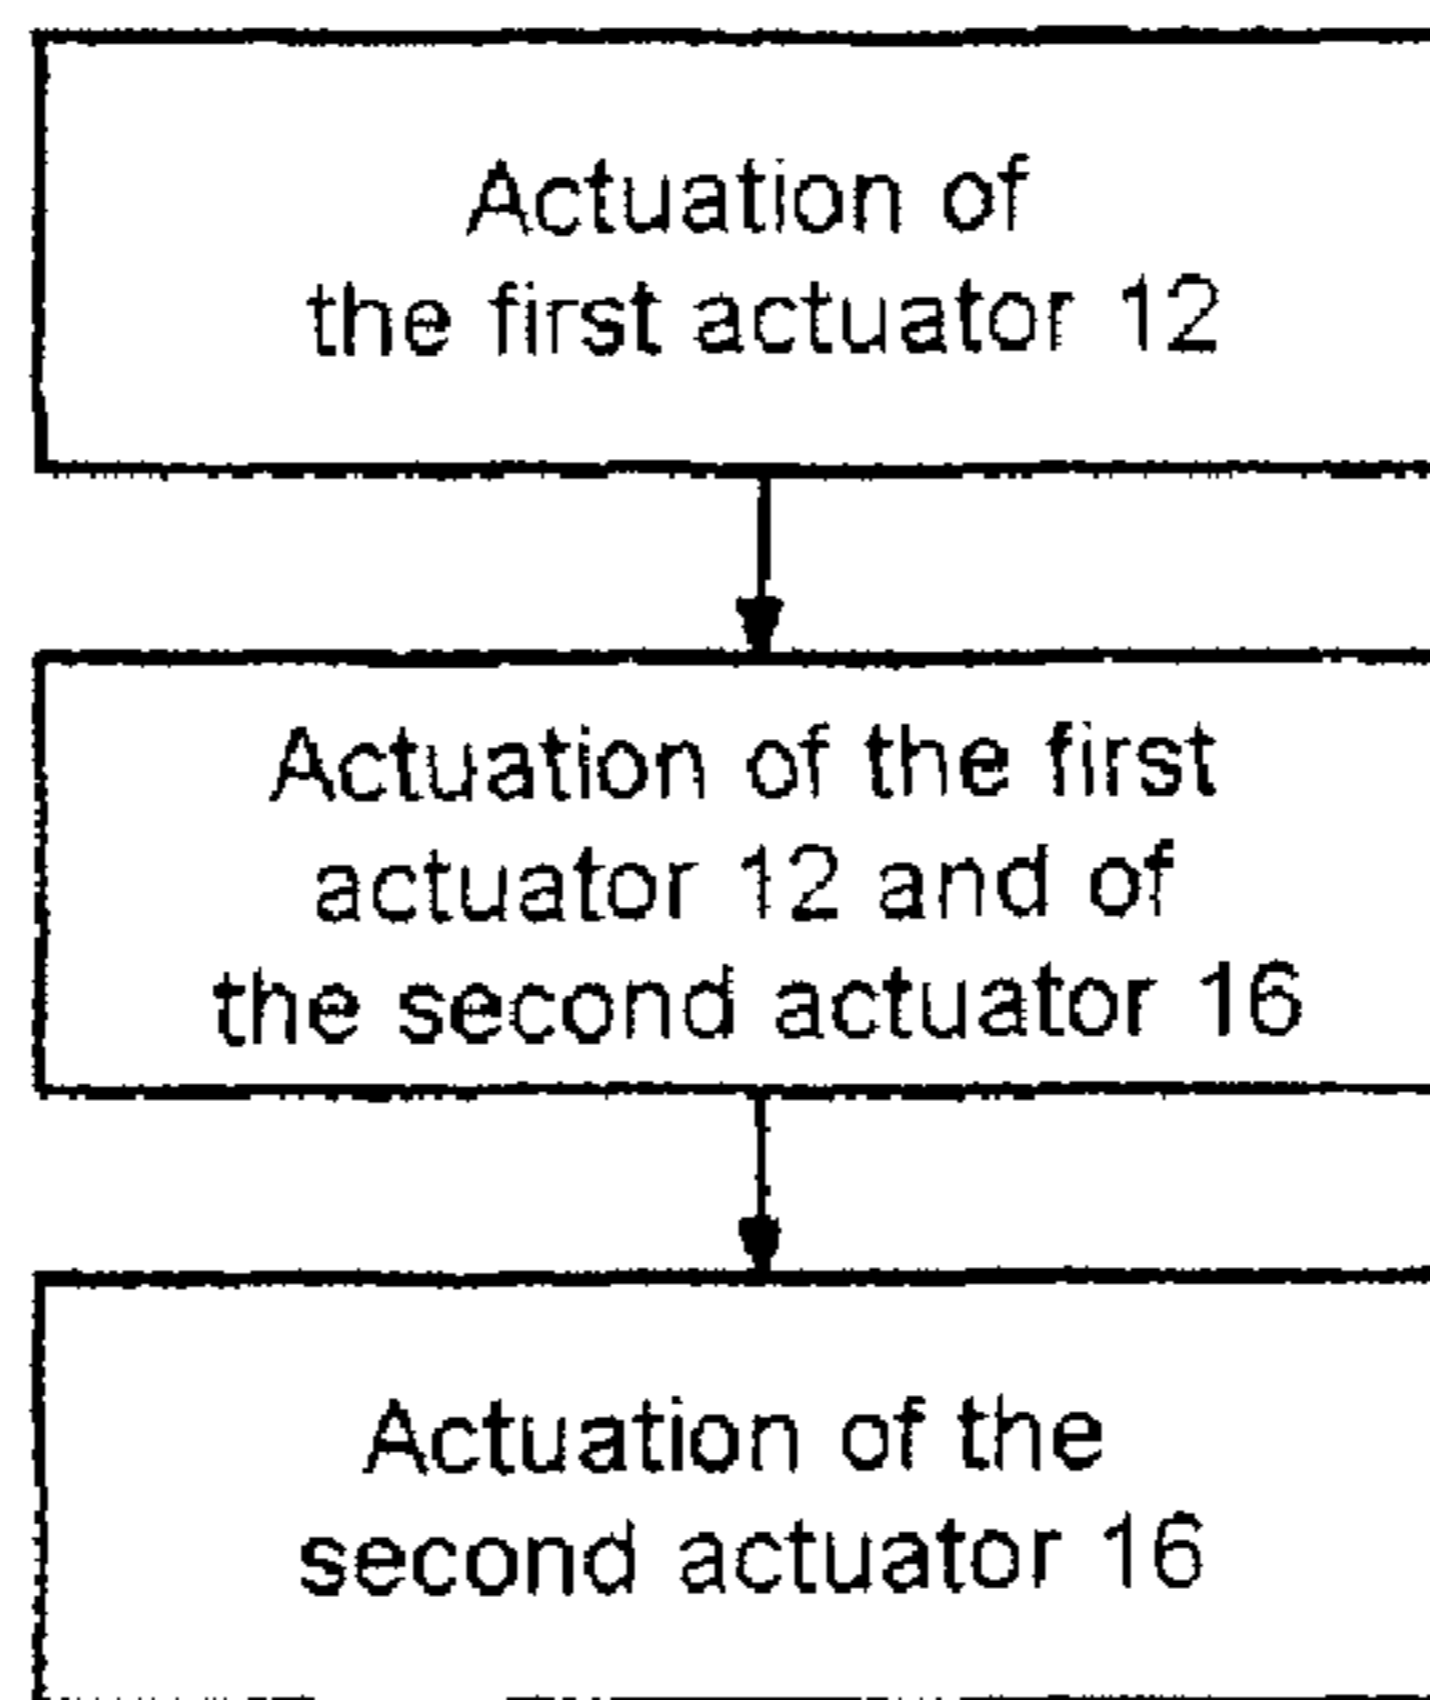 Actuation of
the first actuator 12
Actuation of the first
actuator 12 and of
the second actuator 16
Actuation of the
second actuator 16